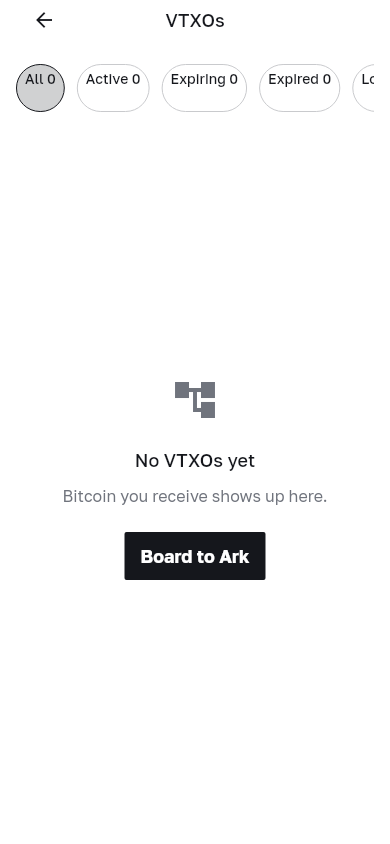 VTXOs
All 0
Active 0
Expiring 0
Expired 0
Lo
No VTXOs yet
Bitcoin you receive shows up here.
Board to Ark